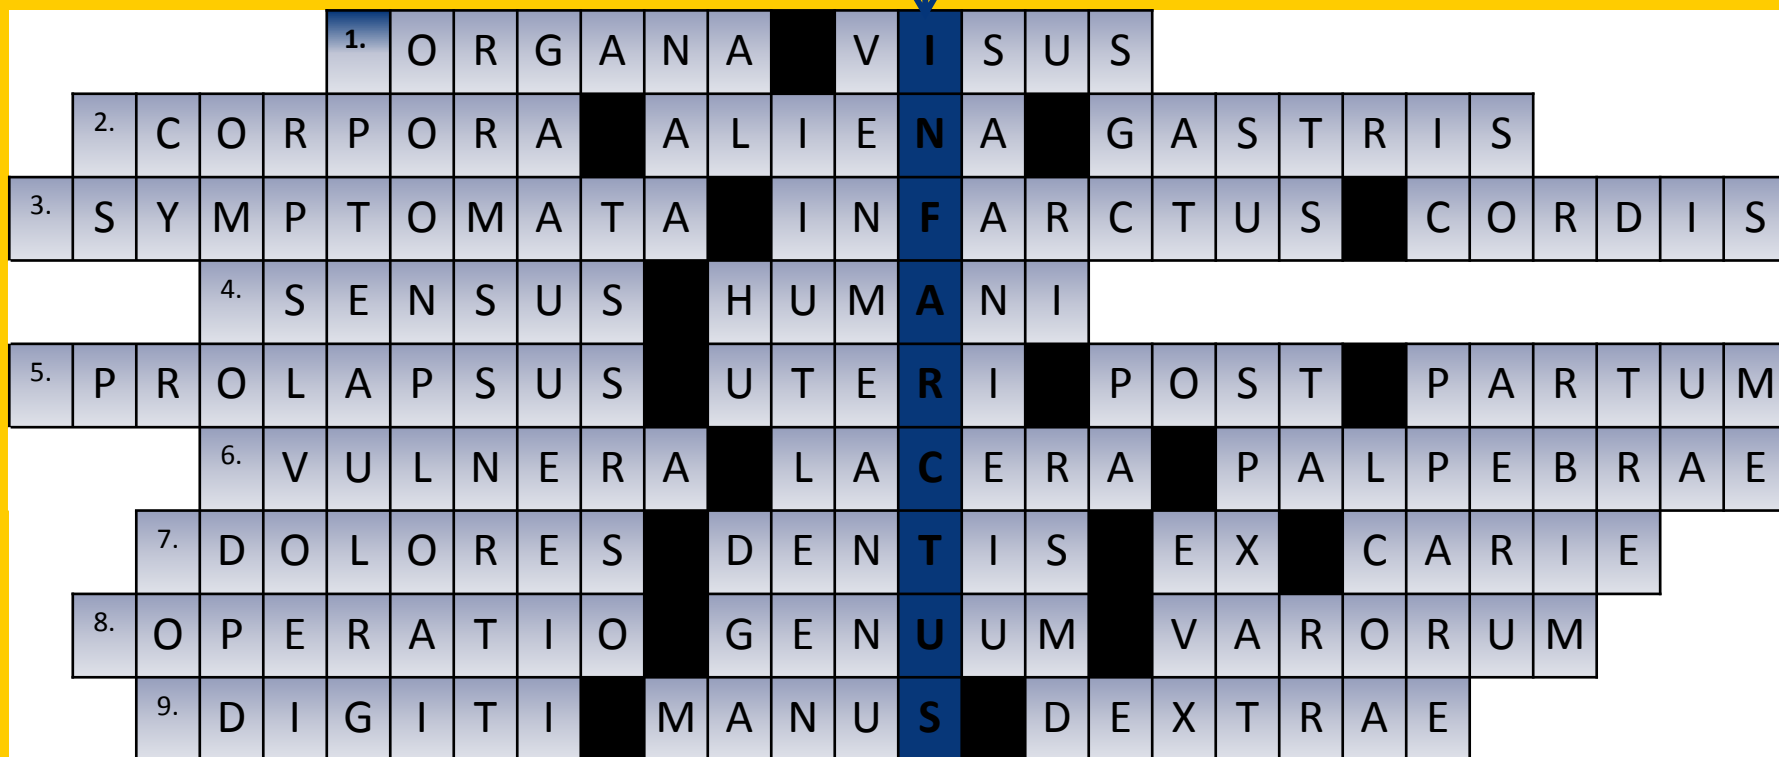 1. ORGANA VISUS
2. CORPORA ALIENA GASTRIS
3. SYMPTOMATA INFARCTUS CORDIS
4. SENSUS HUMANI
5. PROLAPSUS UTERI POST PARTUM
6. VULNERA LACERA PALPEBRAE
7. DOLORES DENTIS EX CARIE
8. OPERATIO GENUUM VARORUM
9. DIGITI MANUS DEXTRAE